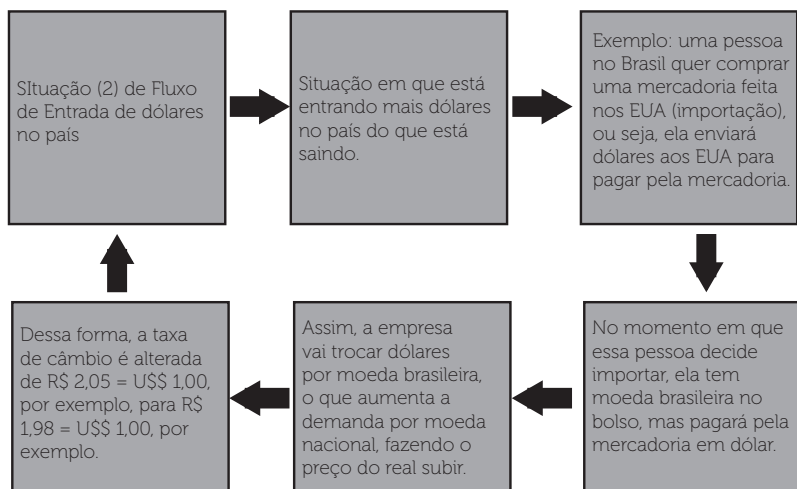 SItuação (2) de Fluxo
de Entrada de dólares
no país
Situação em que está
entrando mais dólares
no país do que está
saindo.
Exemplo: uma pessoa
no Brasil quer comprar
uma mercadoria feita
nos EUA (importação),
ou seja, ela enviará
dólares aos EUA para
pagar pela mercadoria.
No momento em que
essa pessoa decide
importar, ela tem
moeda brasileira no
bolso, mas pagará pela
mercadoria em dólar.
Assim, a empresa
vai trocar dólares
por moeda brasileira,
o que aumenta a
demanda por moeda
nacional, fazendo o
preço do real subir.
Dessa forma, a taxa
de câmbio é alterada
de R$ 2,05 = U$$ 1,00,
por exemplo, para R$
1,98 = U$$ 1,00, por
exemplo.